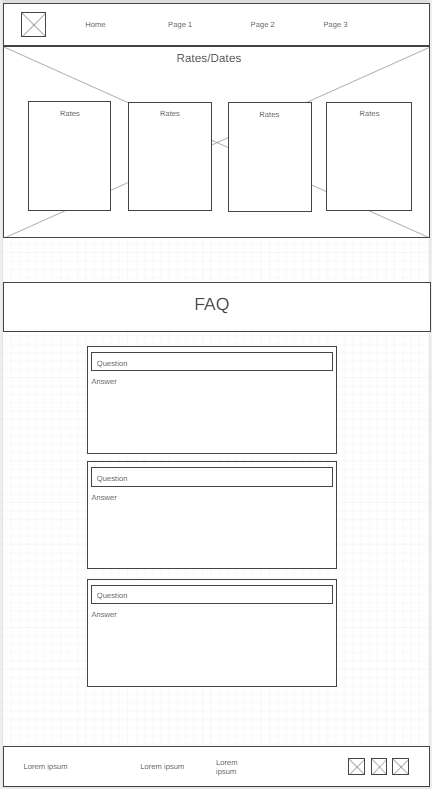 Home Page 1 Page 2 Page 3
Rates/Dates
Rates Rates Rates Rates
FAQ
Question
Answer
Question
Answer
Question
Answer
Lorem ipsum Lorem ipsum Lorem
ipsum